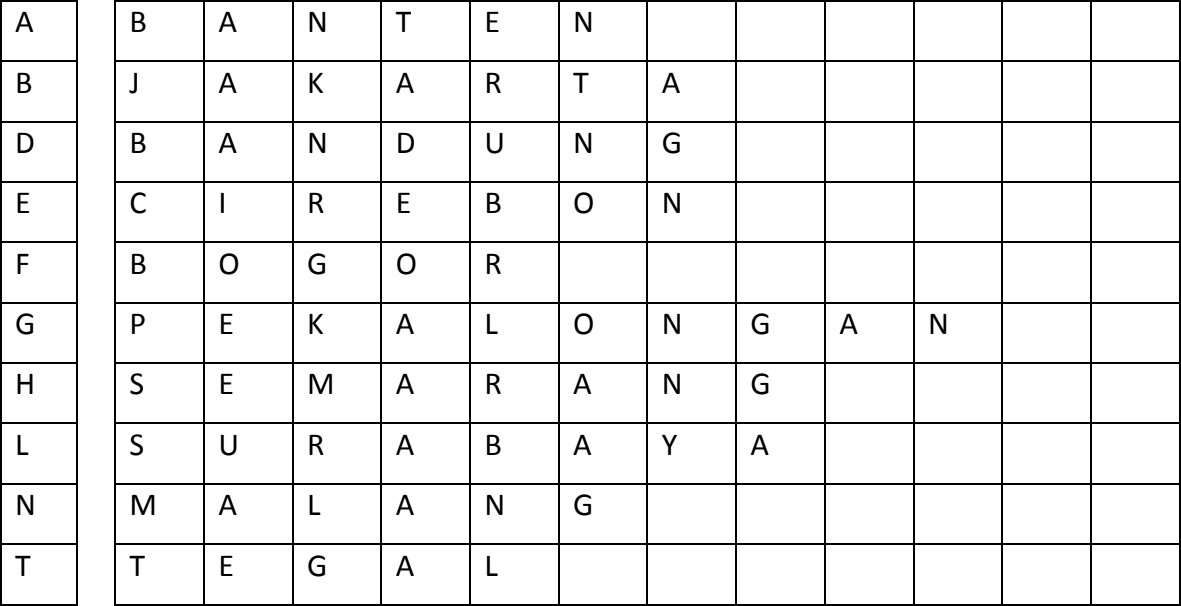 A B A N T E N
B J A K A R T A
D B A N D U N G
E C I R E B O N
F B O G O R
G P E K A L O N G A N
H S E M A R A N G
L S U R A B A Y A
N M A L A N G
T T E G A L